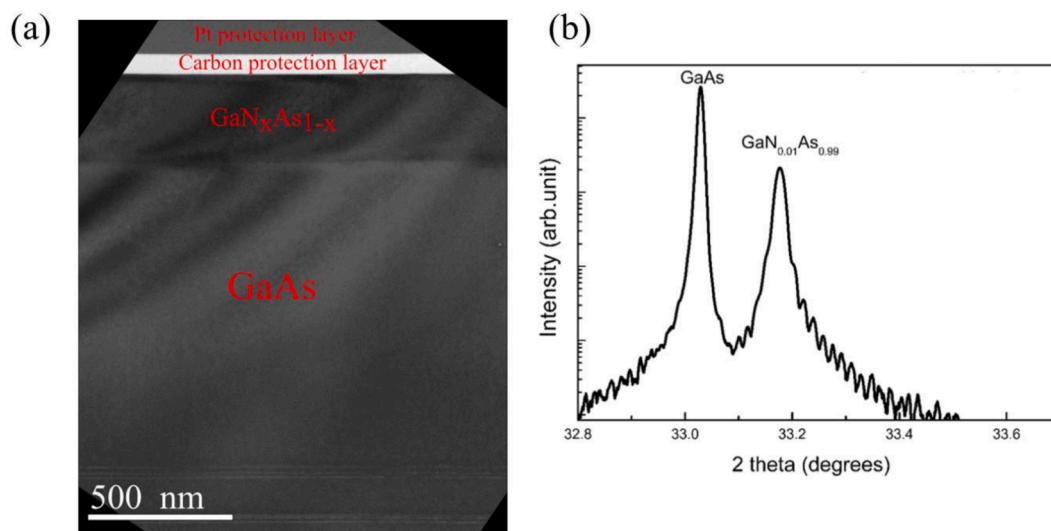 (a)
Pt protection layer
Carbon protection layer
GaNxAs1-x
GaAs
500 nm
(b)
GaAs
GaN0.01As0.99
Intensity (arb.unit)
32.8 33.0 33.2 33.4 33.6
2 theta (degrees)